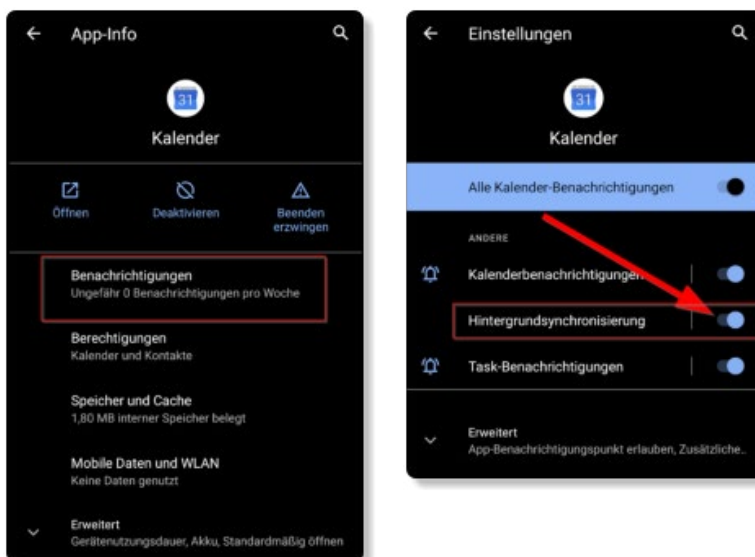 App-Info
31
Kalender
Öffnen
Deaktivieren
Beenden
erzwingen
Benachrichtigungen
Ungefähr 0 Benachrichtigungen pro Woche
Berechtigungen
Kalender und Kontakte
Speicher und Cache
1,80 MB interner Speicher belegt
Mobile Daten und WLAN
Keine Daten genutzt
Erweitert
Gerätenutzungsdauer, Akku, Standardmäßig öffnen
Einstellungen
31
Kalender
Alle Kalender-Benachrichtigungen
ANDERE
Kalenderbenachrichtigungen
Hintergrundsynchronisierung
Task-Benachrichtigungen
Erweitert
App-Benachrichtigungspunkt erlauben, Zusätzliche..